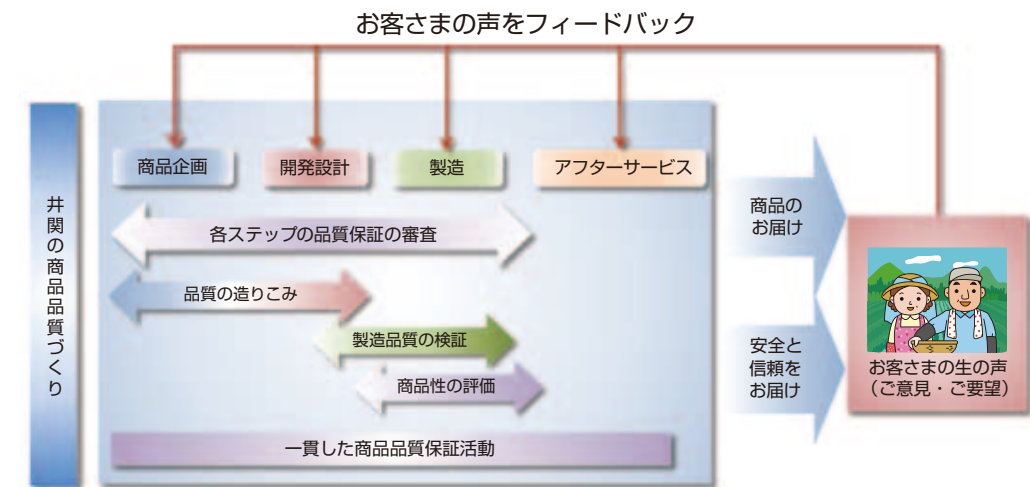 お客さまの声をフィードバック
井関の商品品質づくり
商品企画
開発設計
製造
アフターサービス
各ステップの品質保証の審査
品質の造りこみ
製造品質の検証
商品性の評価
一貫した商品品質保証活動
商品の
お届け
安全と
信頼を
お届け
お客さまの生の声
（ご意見・ご要望）